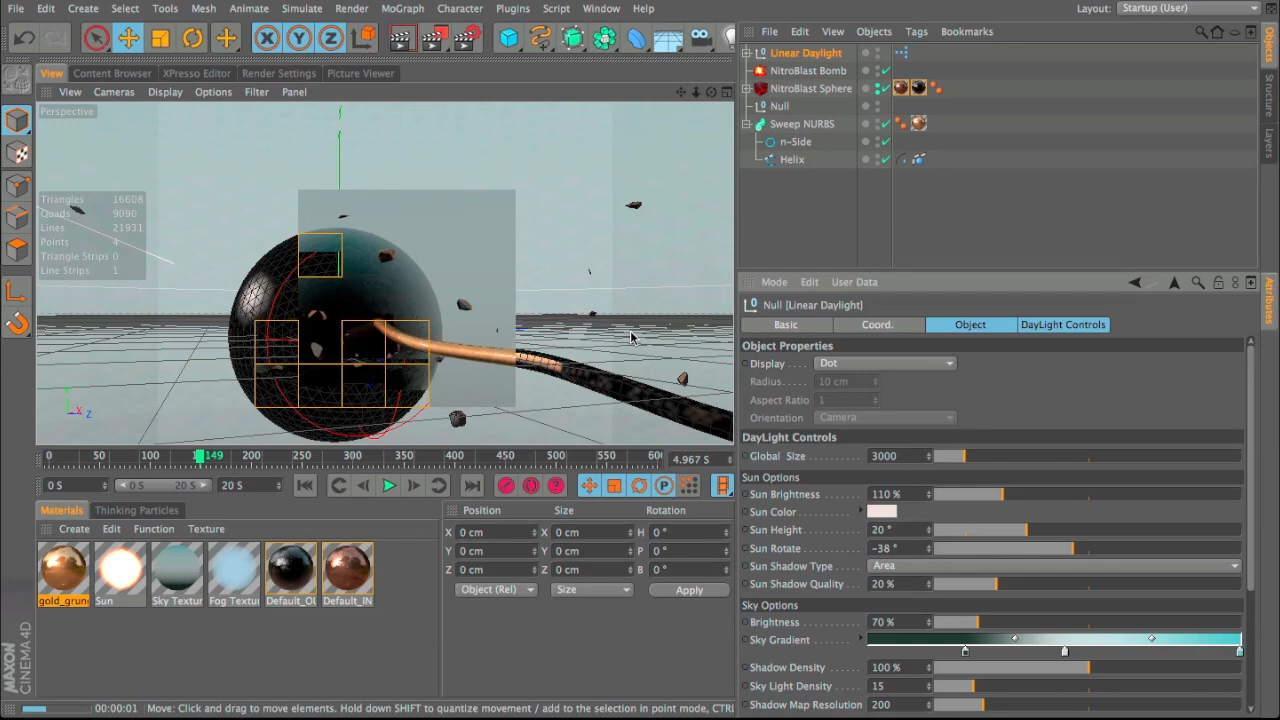 File Edit Create Select Tools Mesh Animate Simulate Render MoGraph Character Plugins Script Window Help Layout: Startup (User)
X Y Z
View Content Browser XPresso Editor Render Settings Picture Viewer
View Cameras Display Options Filter Panel
Perspective
Triangles 16608
Quads 9090
Lines 21931
Points 4
Triangle Strips 0
Line Strips 1
Y
X Z
0 50 100 149 200 250 300 350 400 450 500 550 4.967 S
0 S 0 S 20 S 20 S P
Materials Thinking Particles
Create Edit Function Texture
gold_grun Sun Sky Textur Fog Textur Default_OU Default_IN
Position Size Rotation
X 0 cm X 0 cm H 0 °
Y 0 cm Y 0 cm P 0 °
Z 0 cm Z 0 cm B 0 °
Object (Rel) Size Apply
MAXON
CINEMA 4D
00:00:01 Move: Click and drag to move elements. Hold down SHIFT to quantize movement / add to the selection in point mode, CTRL
File Edit View Objects Tags Bookmarks
Linear Daylight
NitroBlast Bomb
NitroBlast Sphere
Null
Sweep NURBS
n-Side
Helix
Objects
Structure
Layers
Mode Edit User Data
Null [Linear Daylight]
Basic Coord. Object DayLight Controls
Object Properties
Display Dot
Radius 10 cm
Aspect Ratio 1
Orientation Camera
DayLight Controls
Global Size 3000
Sun Options
Sun Brightness 110 %
Sun Color
Sun Height 20 °
Sun Rotate -38 °
Sun Shadow Type Area
Sun Shadow Quality 20 %
Sky Options
Brightness 70 %
Sky Gradient
Shadow Density 100 %
Sky Light Density 15
Shadow Map Resolution 200
Attributes